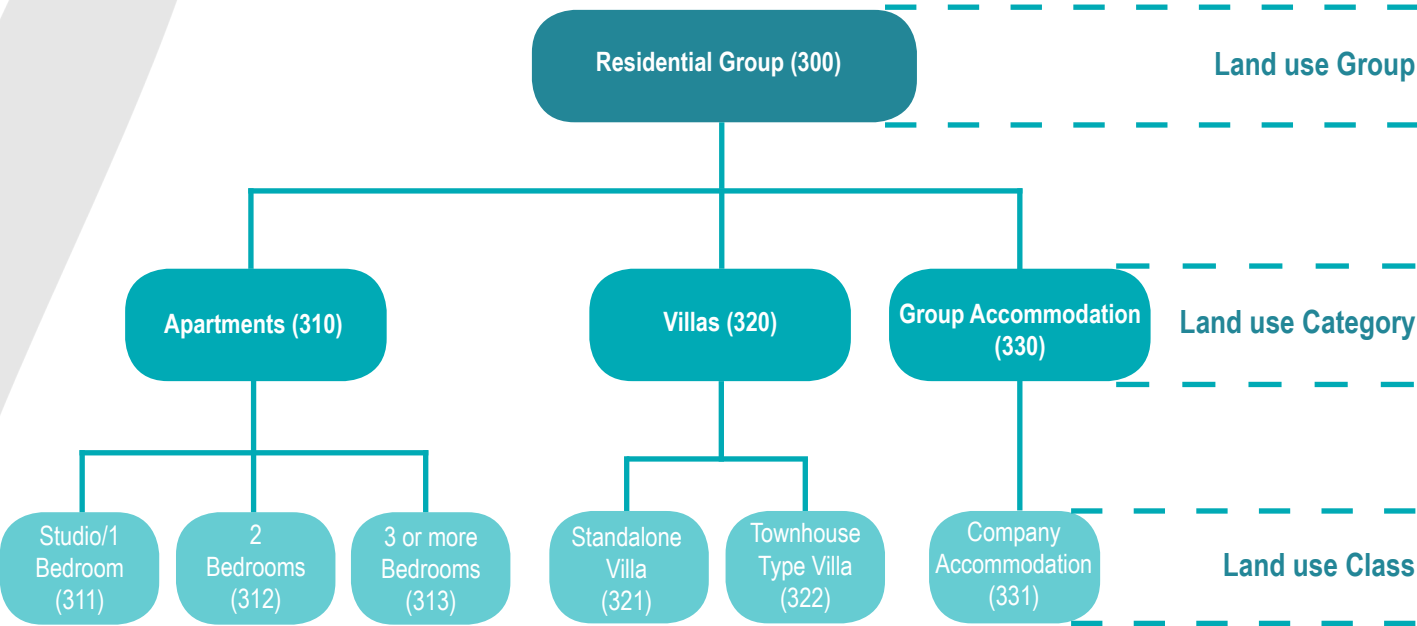 Residential Group (300)
Land use Group
Apartments (310)
Villas (320)
Group Accommodation
(330)
Land use Category
Studio/1
Bedroom
(311)
2
Bedrooms
(312)
3 or more
Bedrooms
(313)
Standalone
Villa
(321)
Townhouse
Type Villa
(322)
Company
Accommodation
(331)
Land use Class